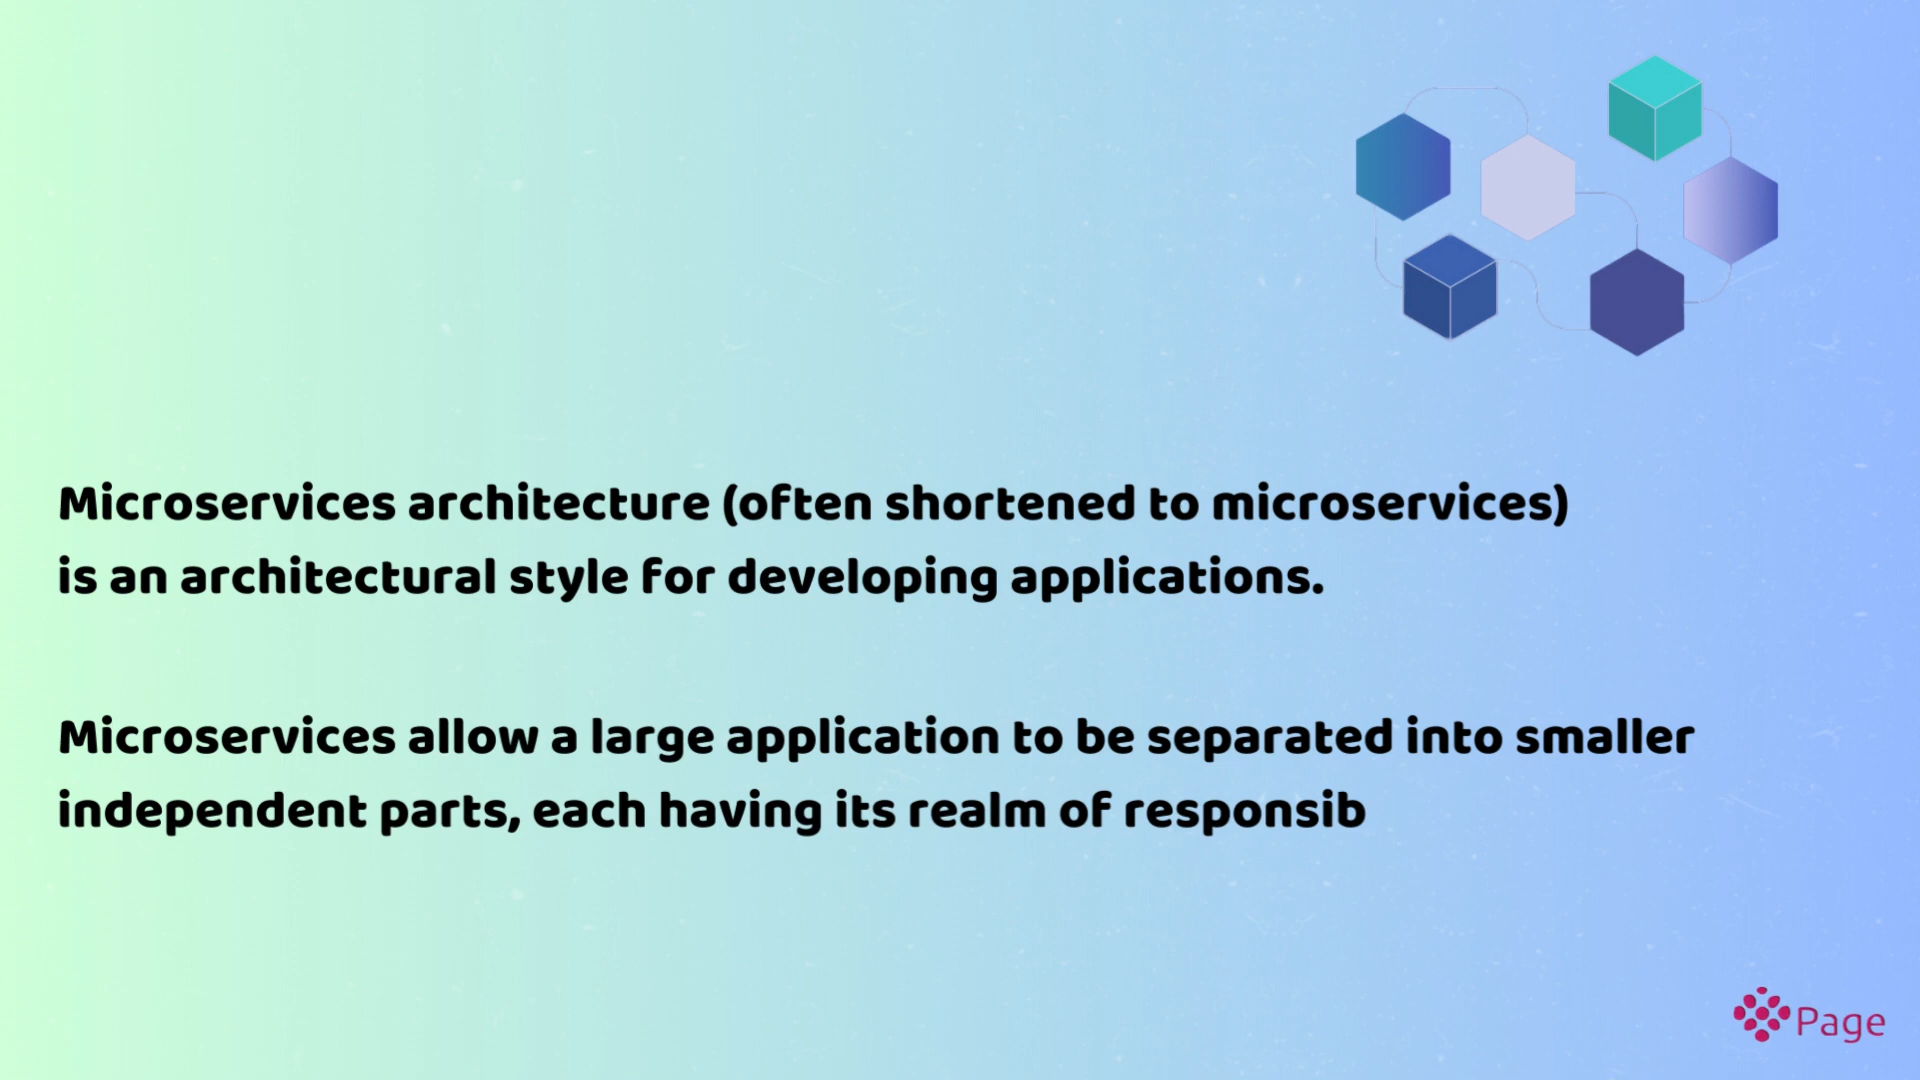 Microservices architecture (often shortened to microservices)
is an architectural style for developing applications.
Microservices allow a large application to be separated into smaller
independent parts, each having its realm of responsib
Page